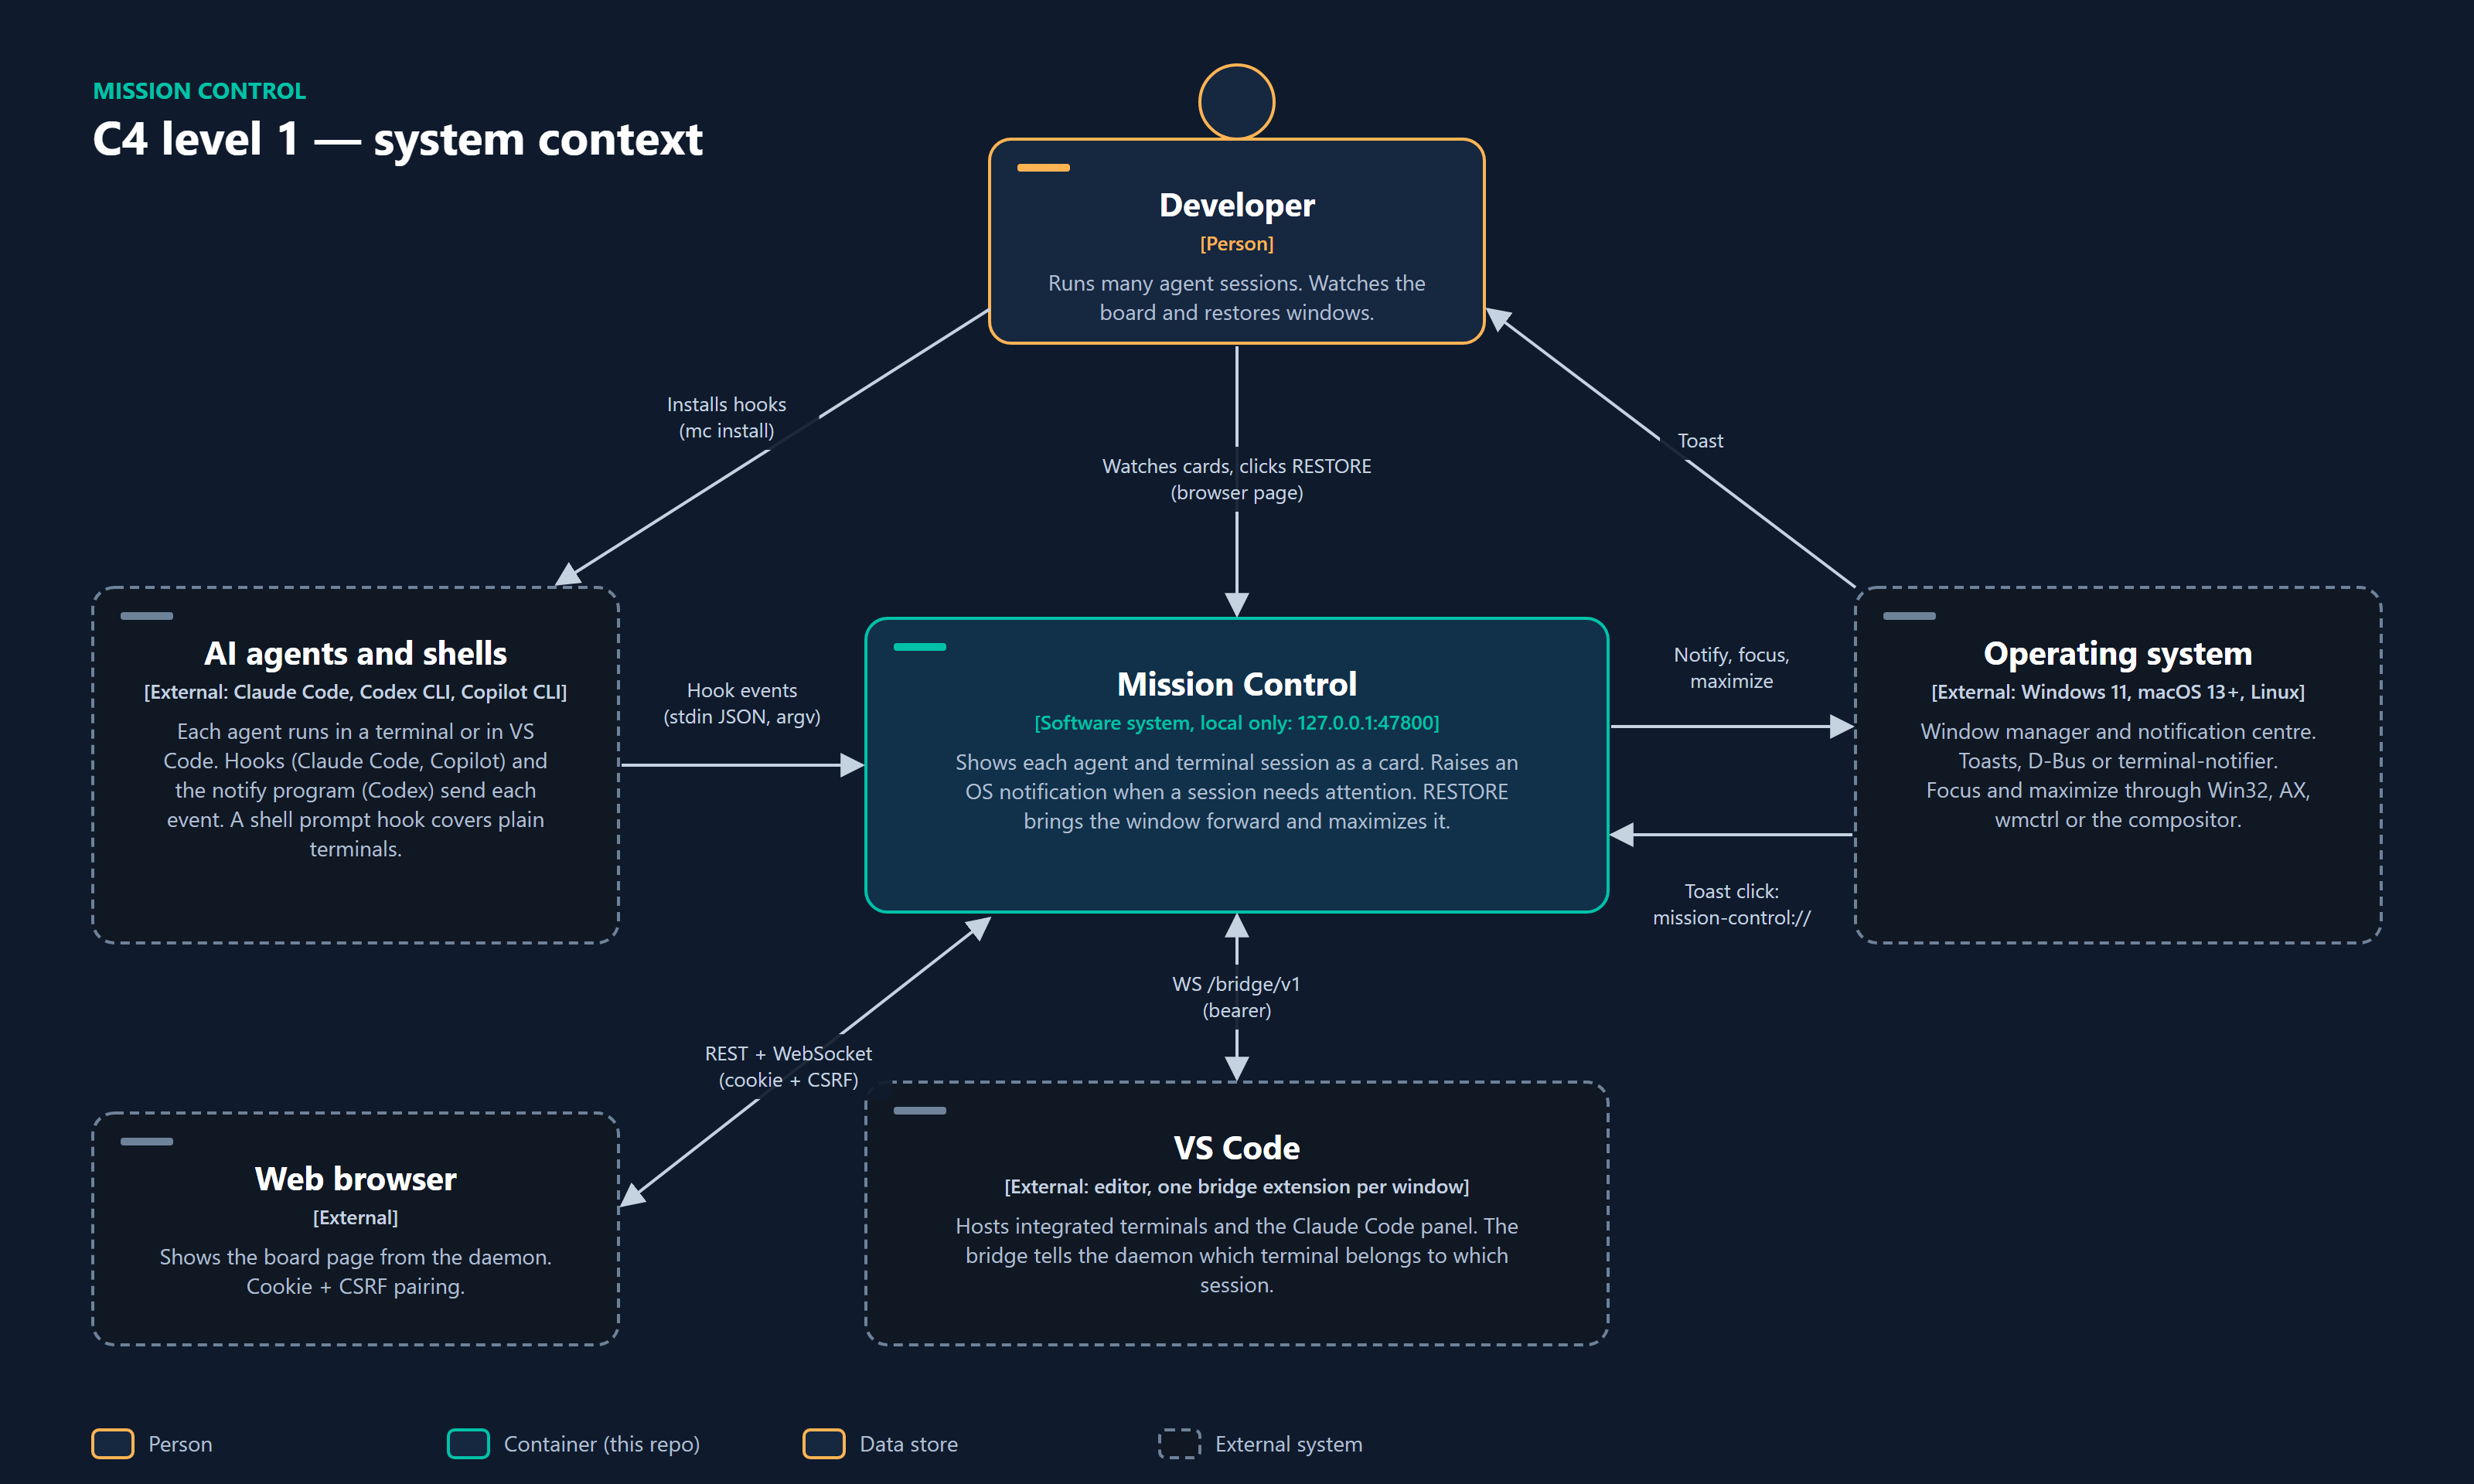 MISSION CONTROL
C4 level 1 — system context
Developer
[Person]
Runs many agent sessions. Watches the
board and restores windows.
Installs hooks
(mc install)
Watches cards, clicks RESTORE
(browser page)
Toast
AI agents and shells
[External: Claude Code, Codex CLI, Copilot CLI]
Each agent runs in a terminal or in VS
Code. Hooks (Claude Code, Copilot) and
the notify program (Codex) send each
event. A shell prompt hook covers plain
terminals.
Hook events
(stdin JSON, argv)
Mission Control
[Software system, local only: 127.0.0.1:47800]
Shows each agent and terminal session as a card. Raises an
OS notification when a session needs attention. RESTORE
brings the window forward and maximizes it.
Notify, focus,
maximize
Toast click:
mission-control://
Operating system
[External: Windows 11, macOS 13+, Linux]
Window manager and notification centre.
Toasts, D-Bus or terminal-notifier.
Focus and maximize through Win32, AX,
wmctrl or the compositor.
REST + WebSocket
(cookie + CSRF)
WS /bridge/v1
(bearer)
Web browser
[External]
Shows the board page from the daemon.
Cookie + CSRF pairing.
VS Code
[External: editor, one bridge extension per window]
Hosts integrated terminals and the Claude Code panel. The
bridge tells the daemon which terminal belongs to which
session.
Person
Container (this repo)
Data store
External system